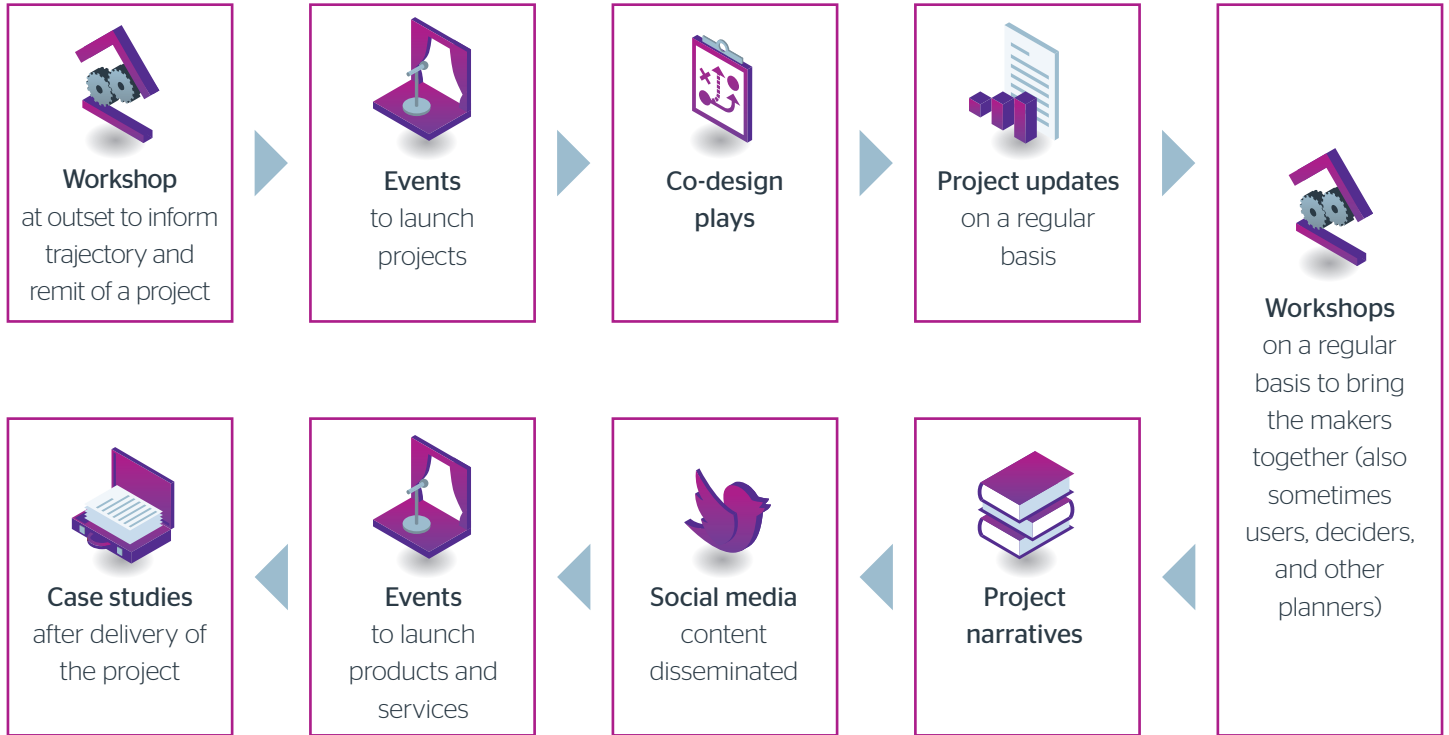 Workshop
at outset to inform
trajectory and
remit of a project
Events
to launch
projects
Co-design
plays
Project updates
on a regular
basis
Workshops
on a regular
basis to bring
the makers
together (also
sometimes
users, deciders,
and other
planners)
Project
narratives
Social media
content
disseminated
Events
to launch
products and
services
Case studies
after delivery of
the project